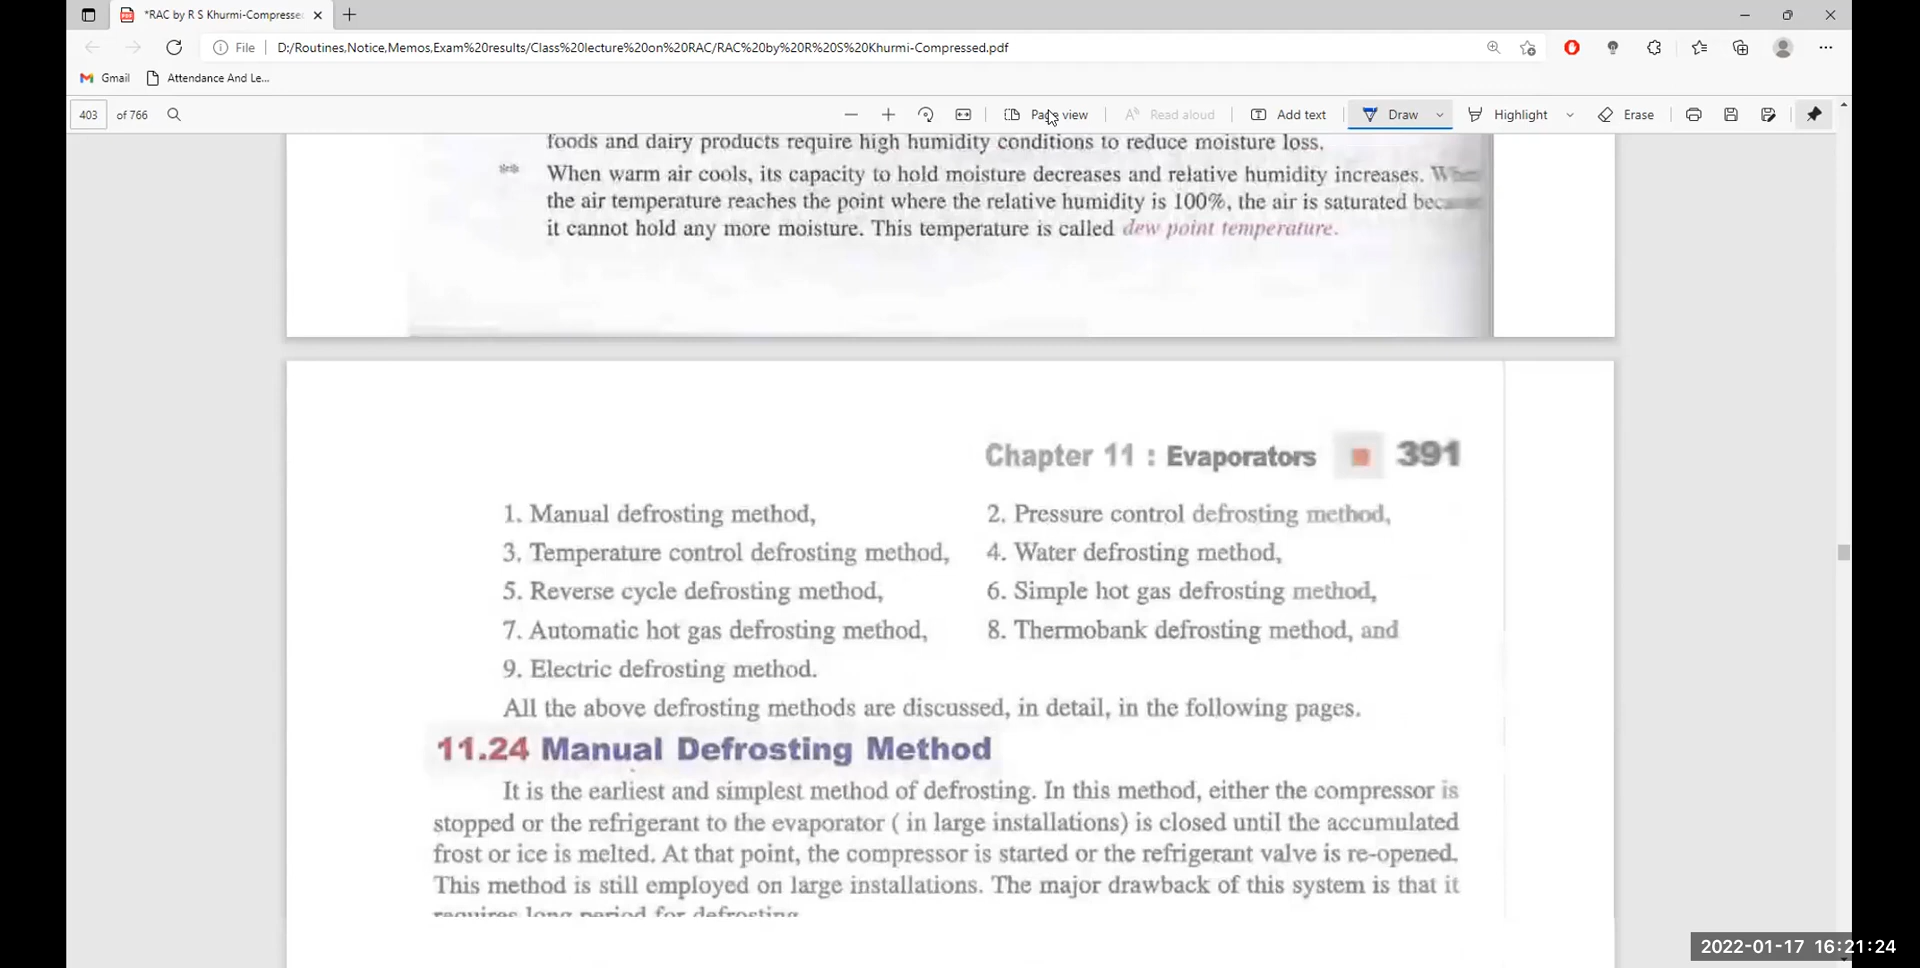 *RAC by R S Khurmi-Compresse
File D:/Routines,Notice,Memos,Exam%20results/Class%20lecture%20on%20RAC/RAC%20by%20R%20S%20Khurmi-Compressed.pdf
Gmail Attendance And Le...
403 of 766 Page view Read aloud Add text Draw Highlight Erase
foods and dairy products require high humidity conditions to reduce moisture loss.
** When warm air cools, its capacity to hold moisture decreases and relative humidity increases.
the air temperature reaches the point where the relative humidity is 100%, the air is saturated
it cannot hold any more moisture. This temperature is called dew point temperature.
Chapter 11 : Evaporators 391
1. Manual defrosting method, 2. Pressure control defrosting method,
3. Temperature control defrosting method, 4. Water defrosting method,
5. Reverse cycle defrosting method, 6. Simple hot gas defrosting method,
7. Automatic hot gas defrosting method, 8. Thermobank defrosting method, and
9. Electric defrosting method.
All the above defrosting methods are discussed, in detail, in the following pages.
11.24 Manual Defrosting Method
It is the earliest and simplest method of defrosting. In this method, either the compressor is
stopped or the refrigerant to the evaporator ( in large installations) is closed until the accumulated
frost or ice is melted. At that point, the compressor is started or the refrigerant valve is re-opened.
This method is still employed on large installations. The major drawback of this system is that it
requires long period for defrosting.
2022-01-17 16:21:24